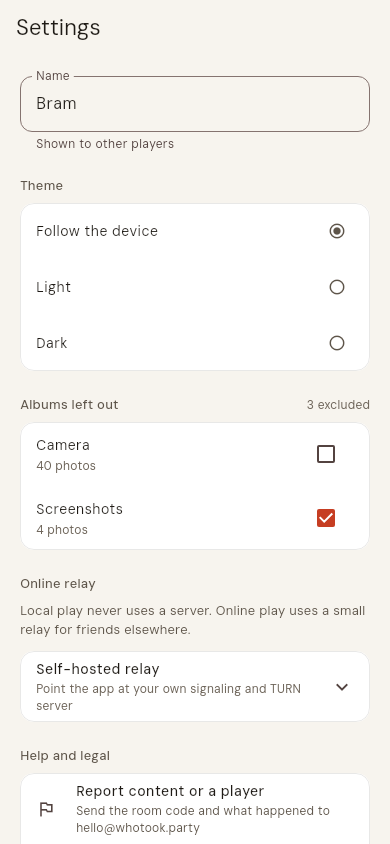 Settings
Name
Bram
Shown to other players
Theme
Follow the device
Light
Dark
Albums left out
3 excluded
Camera
40 photos
Screenshots
4 photos
Online relay
Local play never uses a server. Online play uses a small
relay for friends elsewhere.
Self-hosted relay
Point the app at your own signaling and TURN
server
Help and legal
Report content or a player
Send the room code and what happened to
hello@whotook.party